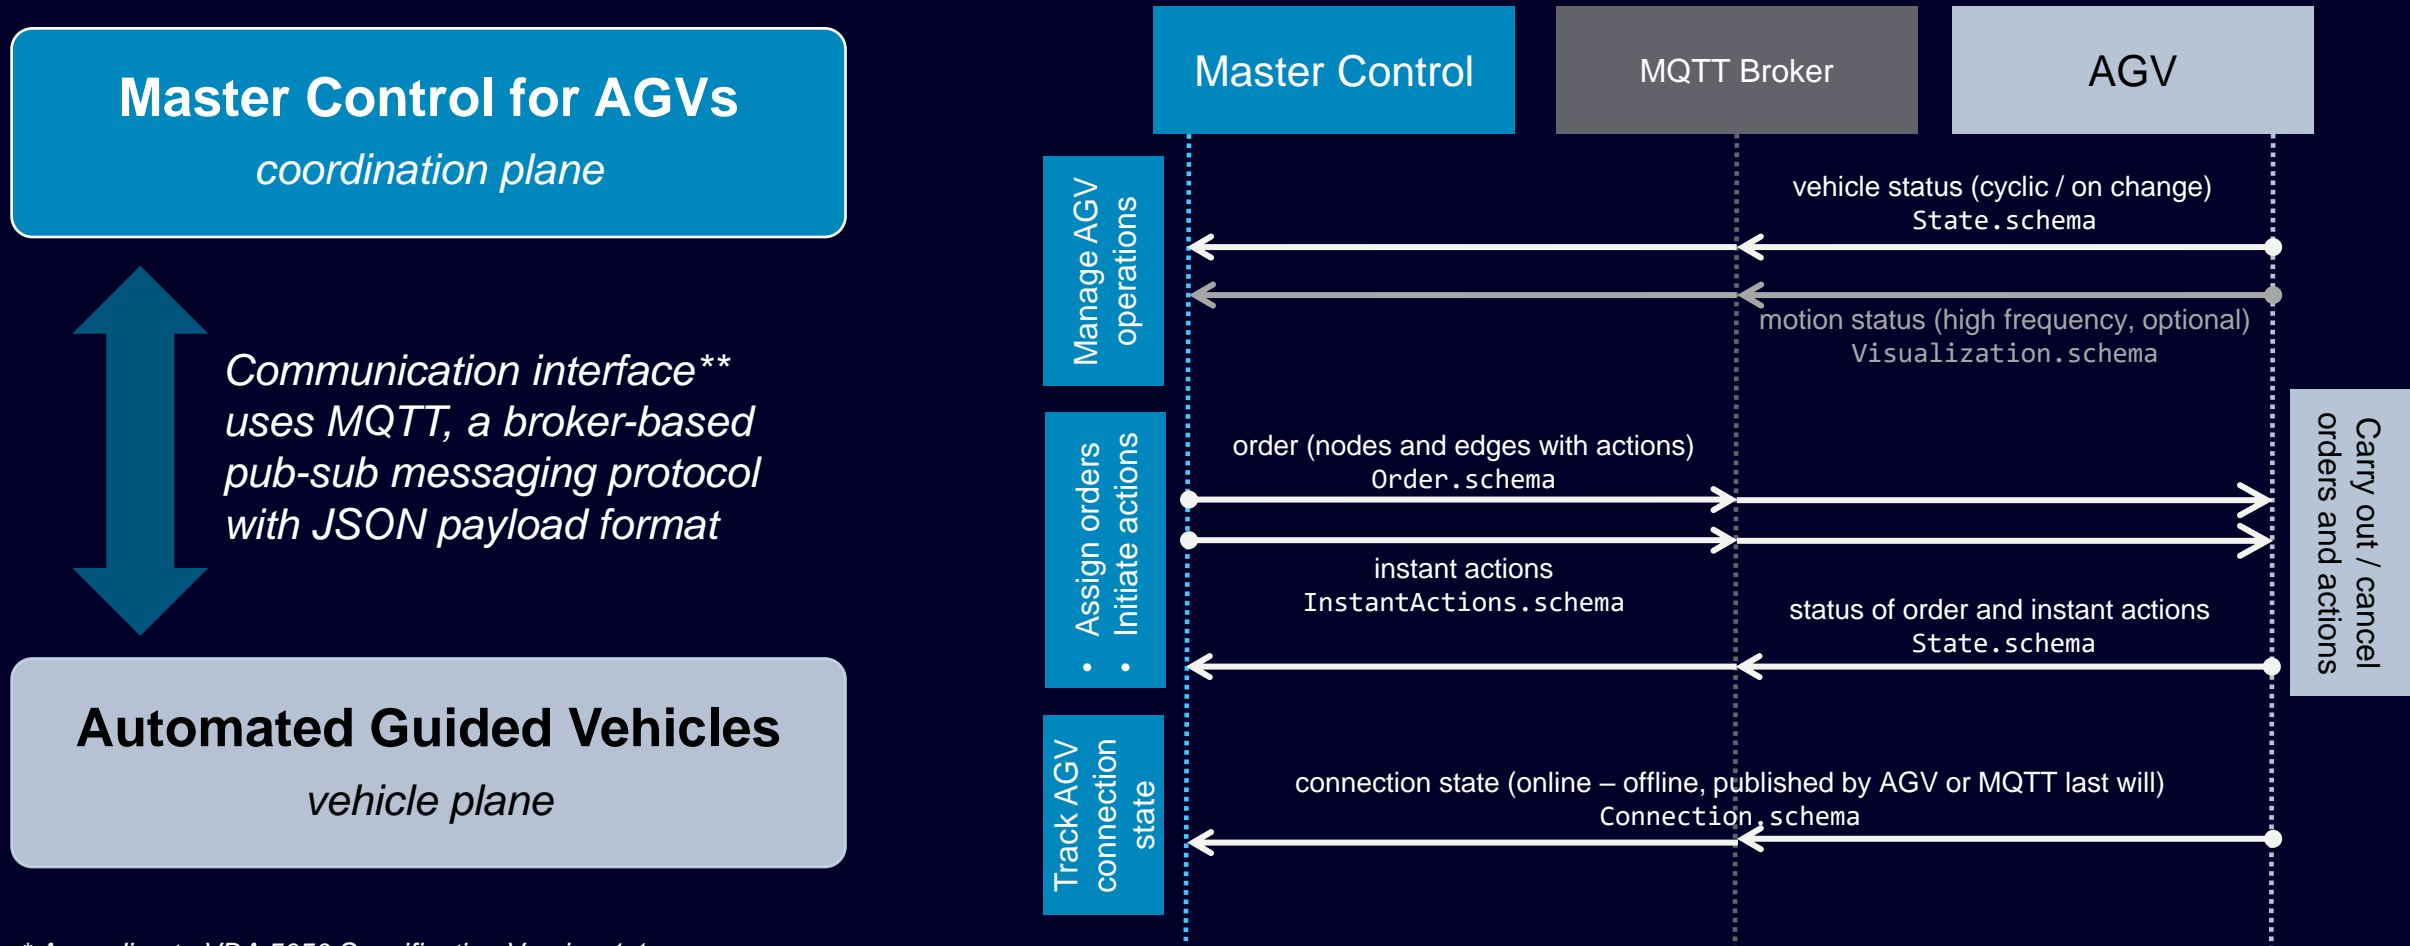 Master Control for AGVs
coordination plane
Communication interface**
uses MQTT, a broker-based
pub-sub messaging protocol
with JSON payload format
Automated Guided Vehicles
vehicle plane
Master Control
MQTT Broker
AGV
Manage AGV
operations
vehicle status (cyclic / on change)
State.schema
motion status (high frequency, optional)
Visualization.schema
• Assign orders
• Initiate actions
order (nodes and edges with actions)
Order.schema
instant actions
InstantActions.schema
status of order and instant actions
State.schema
Carry out / cancel
orders and actions
Track AGV
connection
state
connection state (online – offline, published by AGV or MQTT last will)
Connection.schema